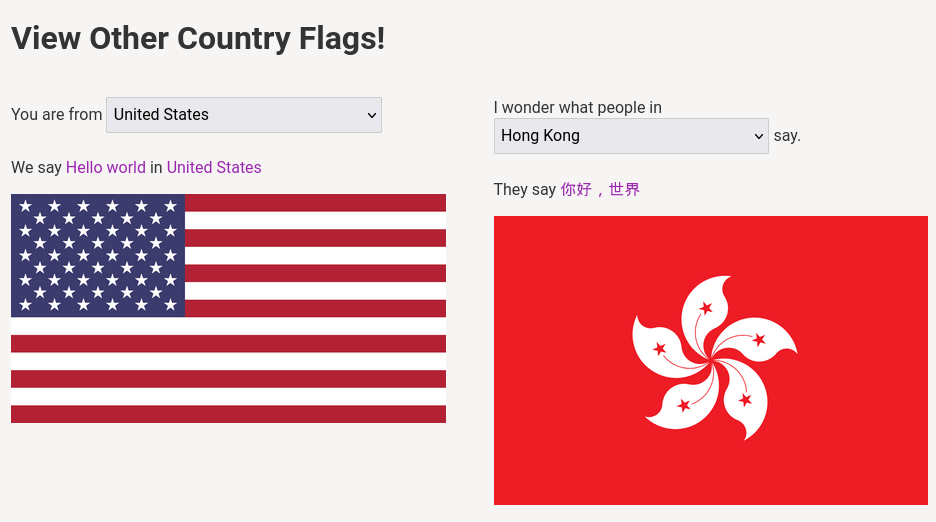 View Other Country Flags!
You are from United States
We say Hello world in United States
I wonder what people in
Hong Kong say.
They say 你好，世界